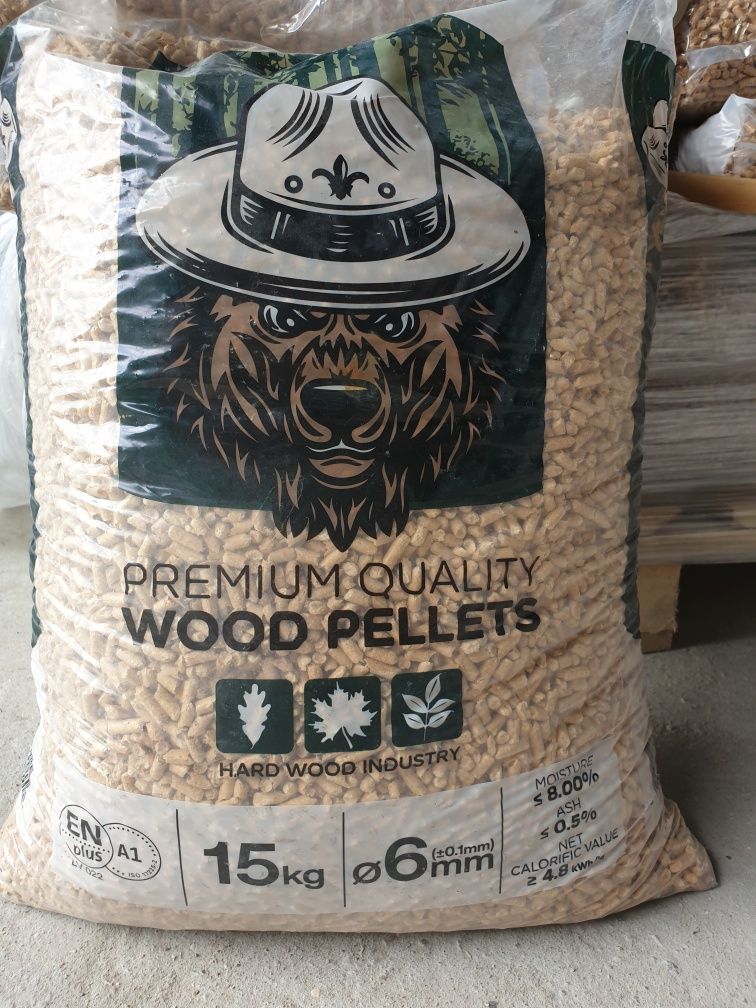 PREMIUM QUALITY
WOOD PELLETS
HARD WOOD INDUSTRY
EN
plus
A1
022
15kg
ø6mm
(±0.1mm)
MOISTURE
≤ 8.00%
ASH
≤ 0.5%
NET
CALORIFIC VALUE
≥ 4.8